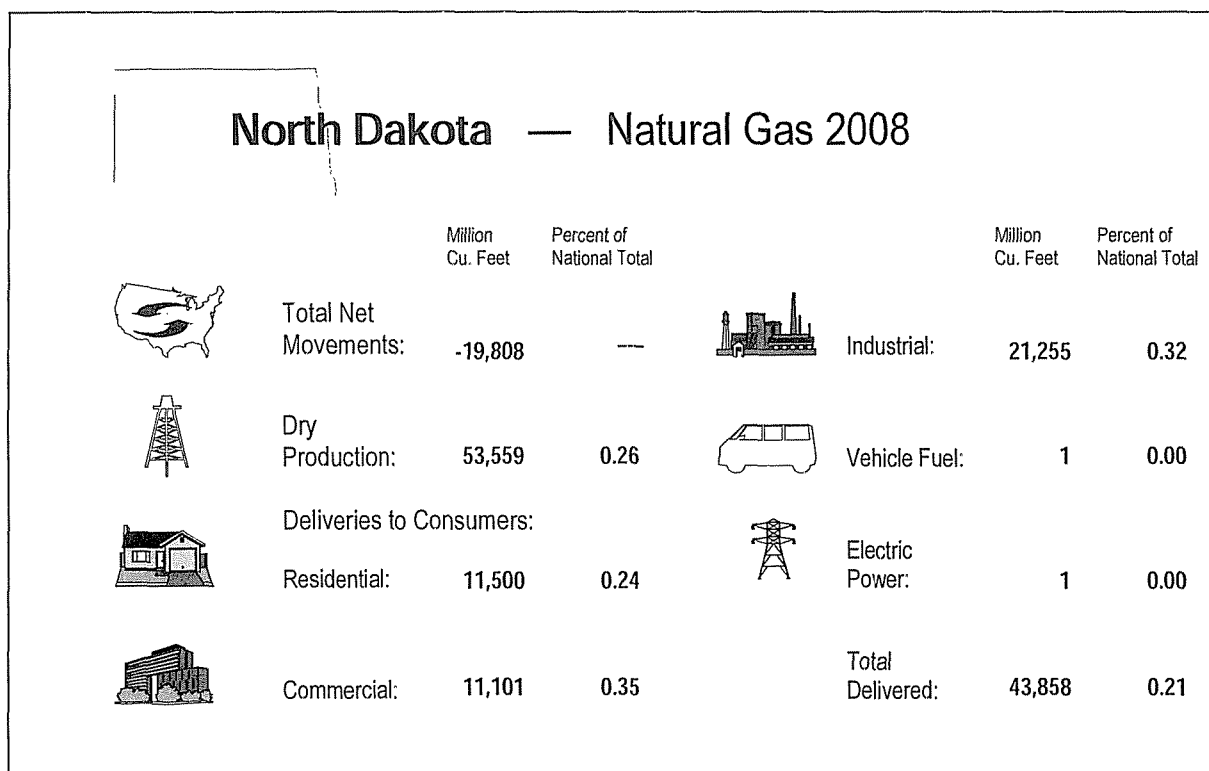 North Dakota — Natural Gas 2008
Million Cu. Feet
Percent of National Total
Total Net Movements: -19,808 —
Dry Production: 53,559 0.26
Deliveries to Consumers:
Residential: 11,500 0.24
Commercial: 11,101 0.35
Million Cu. Feet
Percent of National Total
Industrial: 21,255 0.32
Vehicle Fuel: 1 0.00
Electric Power: 1 0.00
Total Delivered: 43,858 0.21